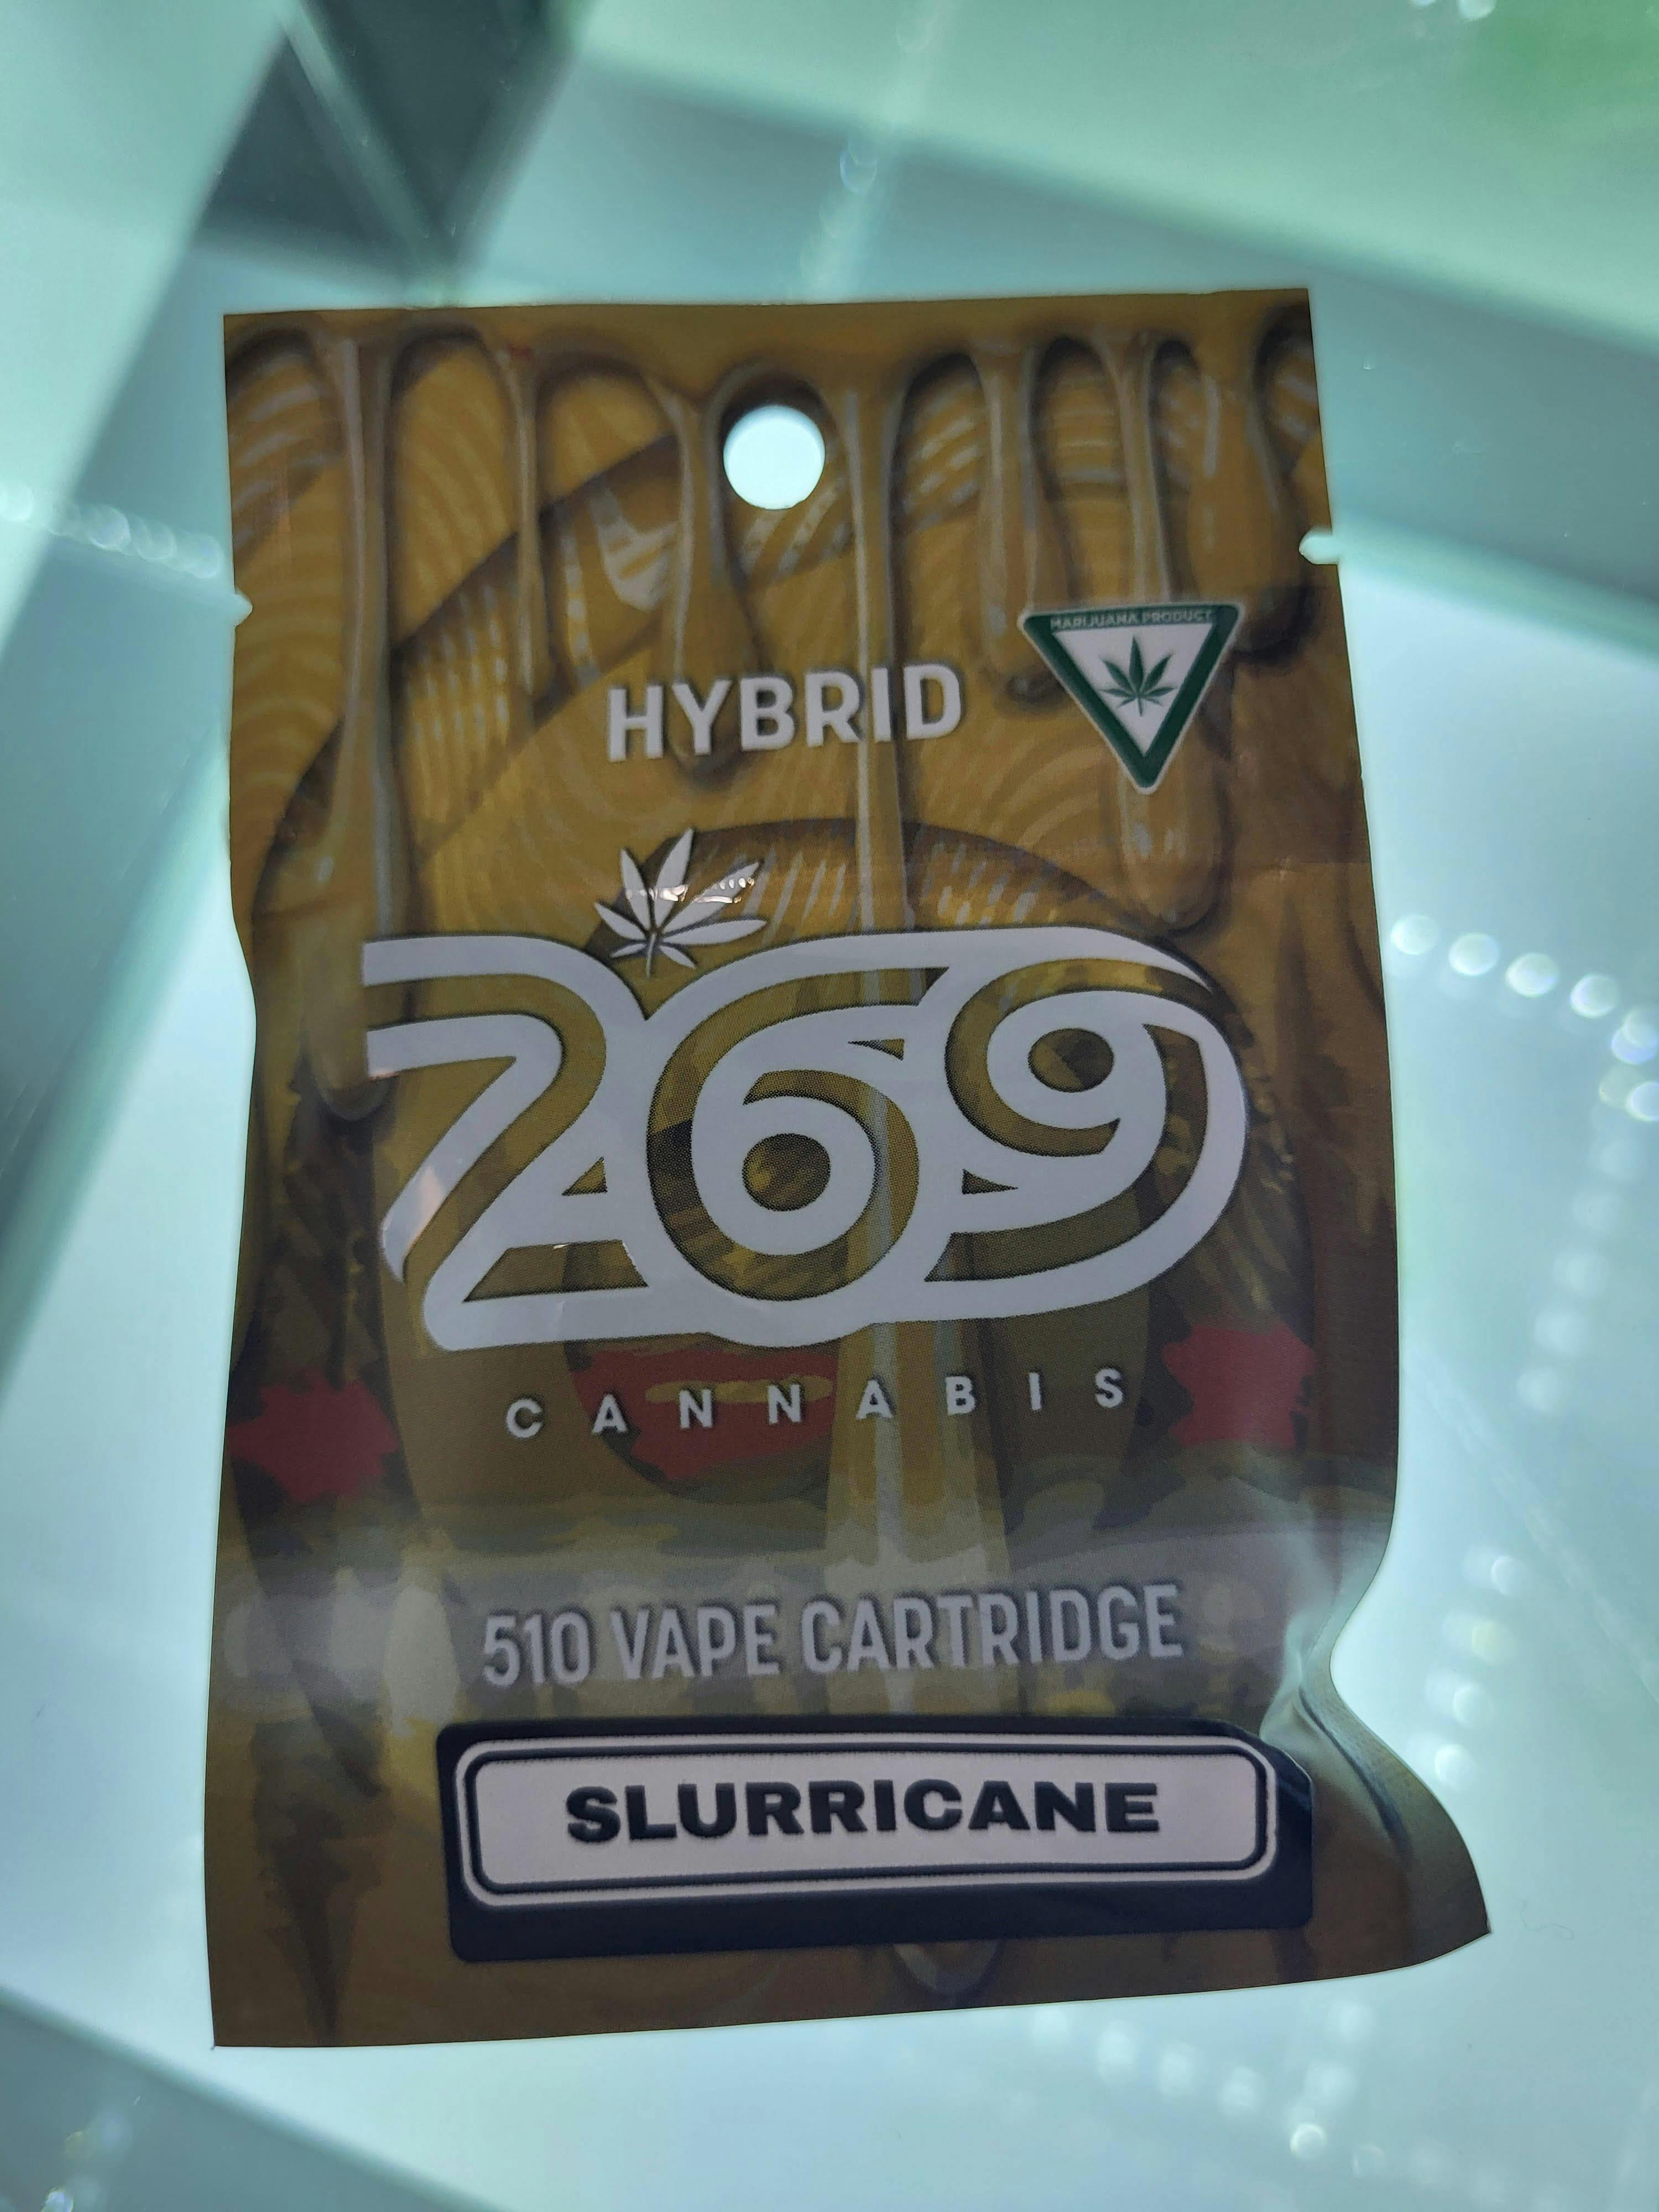 MARIJUANA PRODUCT
HYBRID
269
CANNABIS
510 VAPE CARTRIDGE
SLURRICANE